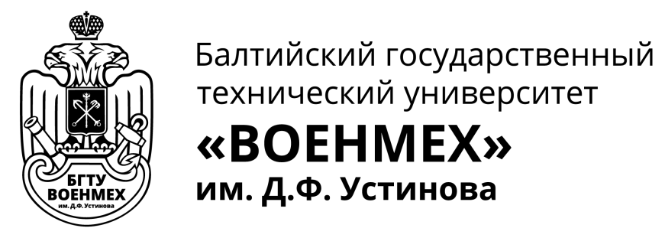 БГТУ
ВОЕНМЕХ
им. Д.Ф. Устинова
Балтийский государственный
технический университет
«ВОЕНМЕХ»
им. Д.Ф. Устинова